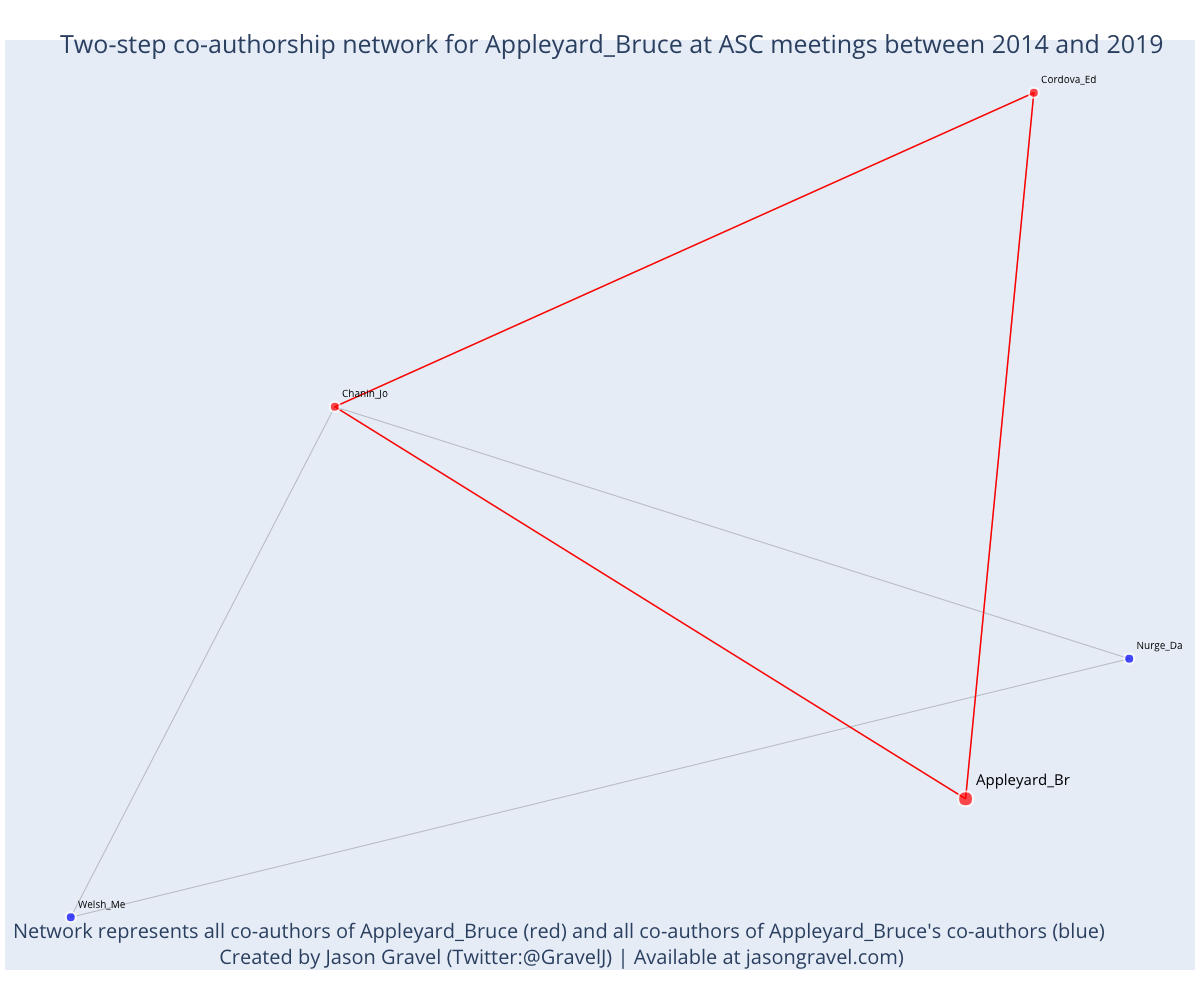 Two-step co-authorship network for Appleyard_Bruce at ASC meetings between 2014 and 2019
Cordova_Ed
Chanin_Jo
Nurge_Da
Appleyard_Br
Welsh_Me
Network represents all co-authors of Appleyard_Bruce (red) and all co-authors of Appleyard_Bruce's co-authors (blue)
Created by Jason Gravel (Twitter:@GravelJ) | Available at jasongravel.com)